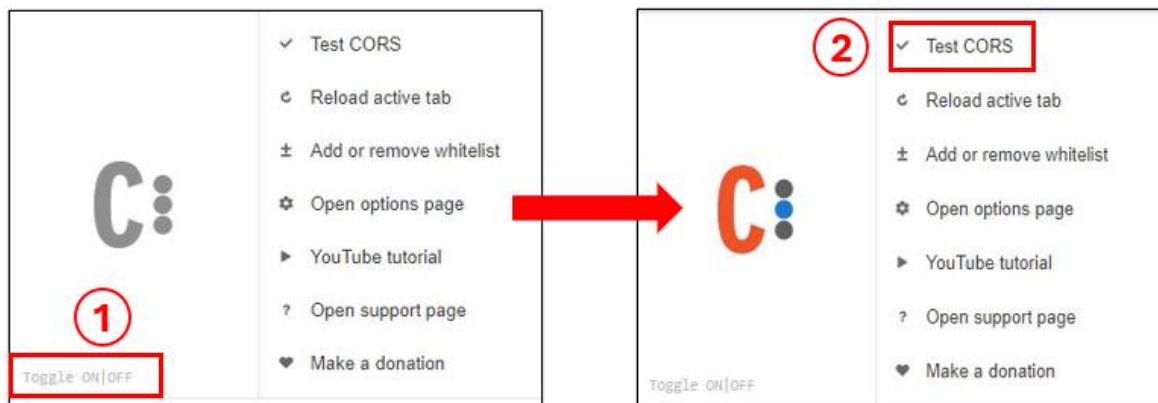 Test CORS
Reload active tab
Add or remove whitelist
Open options page
YouTube tutorial
? Open support page
Make a donation
1
Toggle ON|OFF
2
Test CORS
Reload active tab
Add or remove whitelist
Open options page
YouTube tutorial
? Open support page
Make a donation
C
Toggle ON|OFF